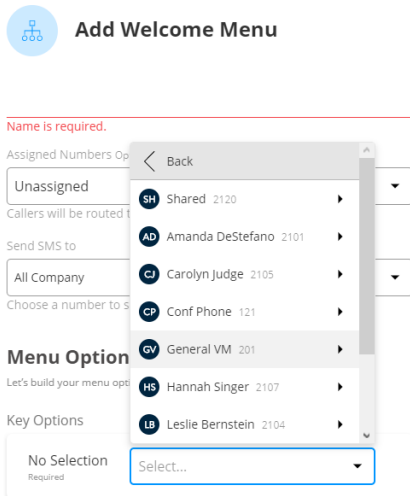 Add Welcome Menu
Name is required.
Assigned Numbers Op
Back
Unassigned
SH Shared 2120
Callers will be routed t
AD Amanda DeStefano 2101
Send SMS to
All Company
CJ Carolyn Judge 2105
Choose a number to s
CP Conf Phone 121
Menu Option
GV General VM 201
Let's build your menu opti
HS Hannah Singer 2107
Key Options
LB Leslie Bernstein 2104
No Selection
Required
Select...